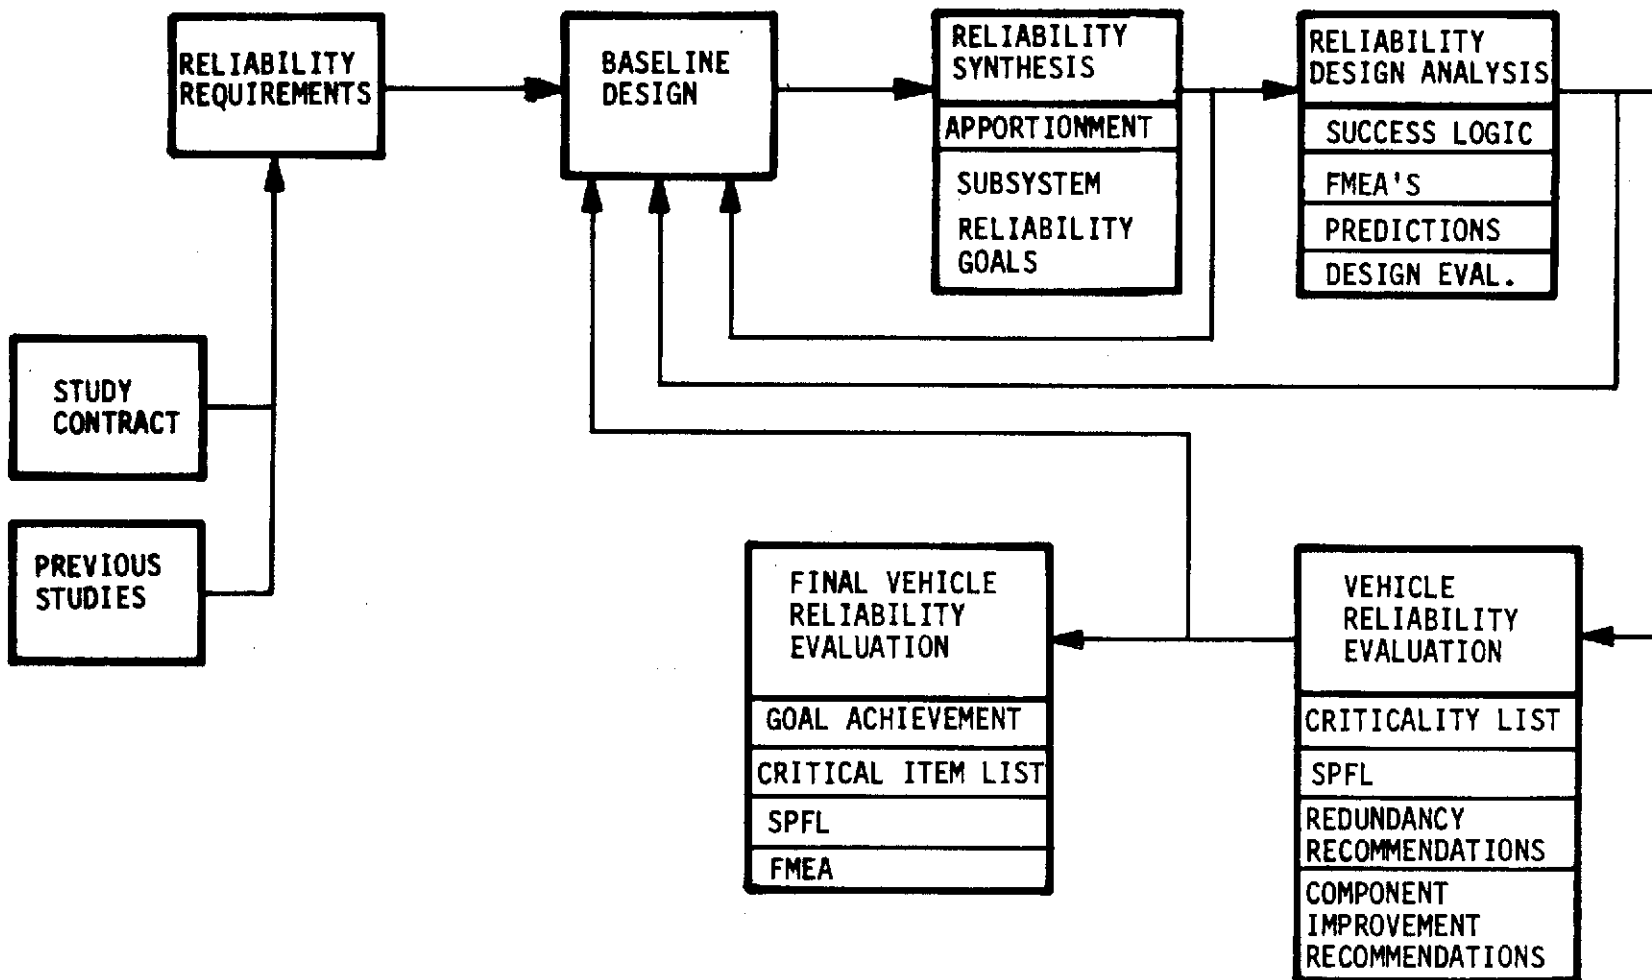 RELIABILITY
REQUIREMENTS
BASELINE
DESIGN
RELIABILITY
SYNTHESIS
APPORTIONMENT
SUBSYSTEM
RELIABILITY
GOALS
RELIABILITY
DESIGN ANALYSIS
SUCCESS LOGIC
FMEA'S
PREDICTIONS
DESIGN EVAL.
STUDY
CONTRACT
PREVIOUS
STUDIES
FINAL VEHICLE
RELIABILITY
EVALUATION
GOAL ACHIEVEMENT
CRITICAL ITEM LIST
SPFL
FMEA
VEHICLE
RELIABILITY
EVALUATION
CRITICALITY LIST
SPFL
REDUNDANCY
RECOMMENDATIONS
COMPONENT
IMPROVEMENT
RECOMMENDATIONS